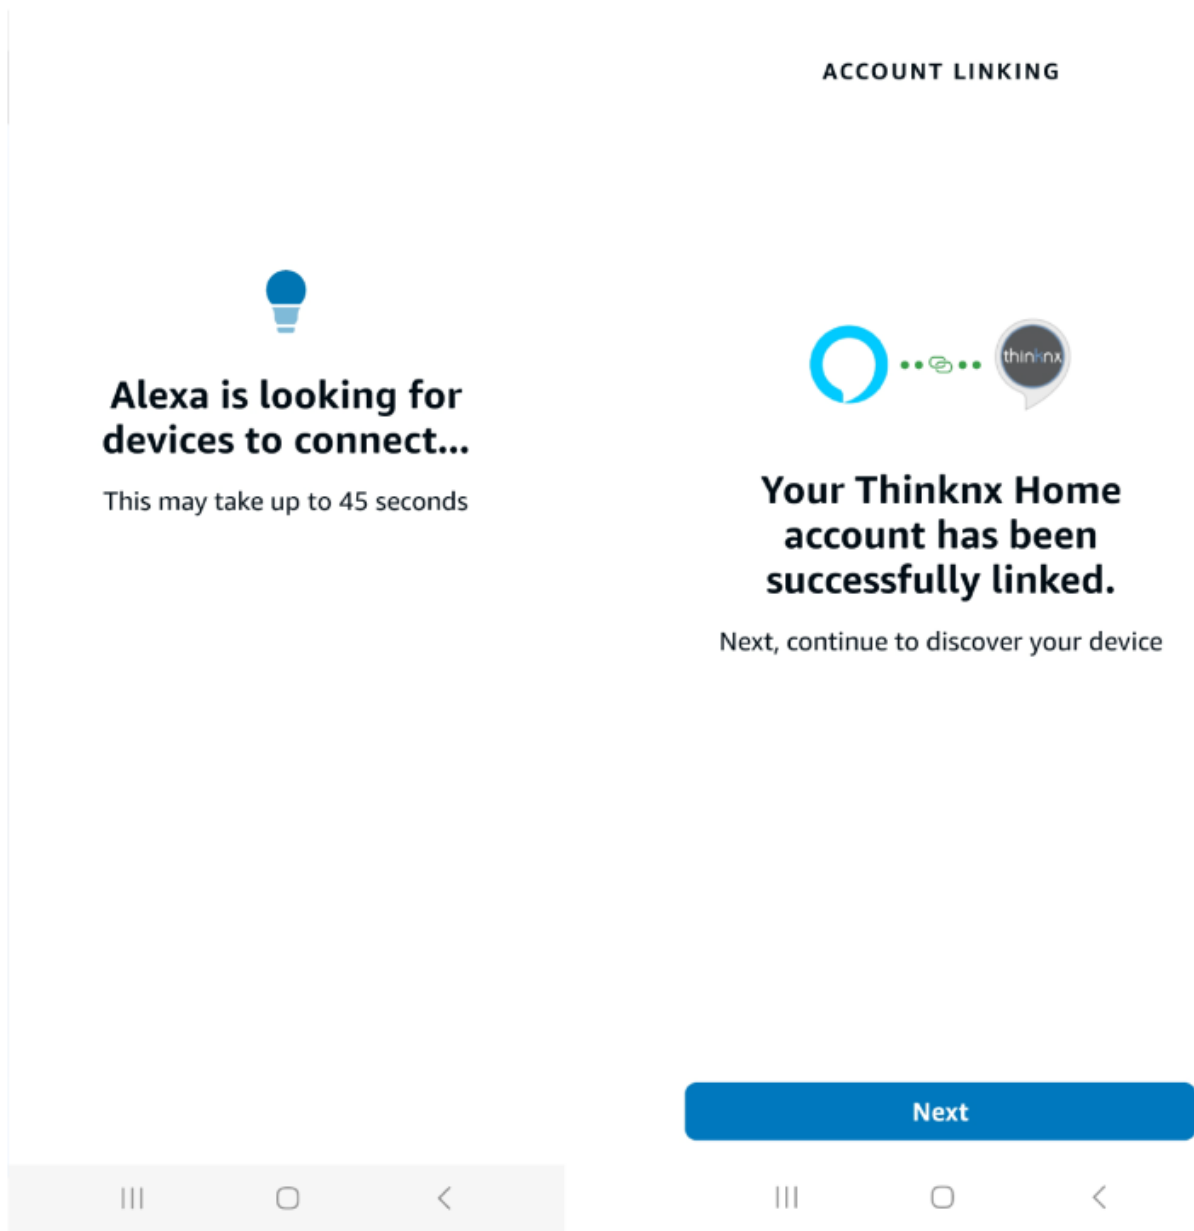 Alexa is looking for
devices to connect...
This may take up to 45 seconds
ACCOUNT LINKING
thinknx
Your Thinknx Home
account has been
successfully linked.
Next, continue to discover your device
Next